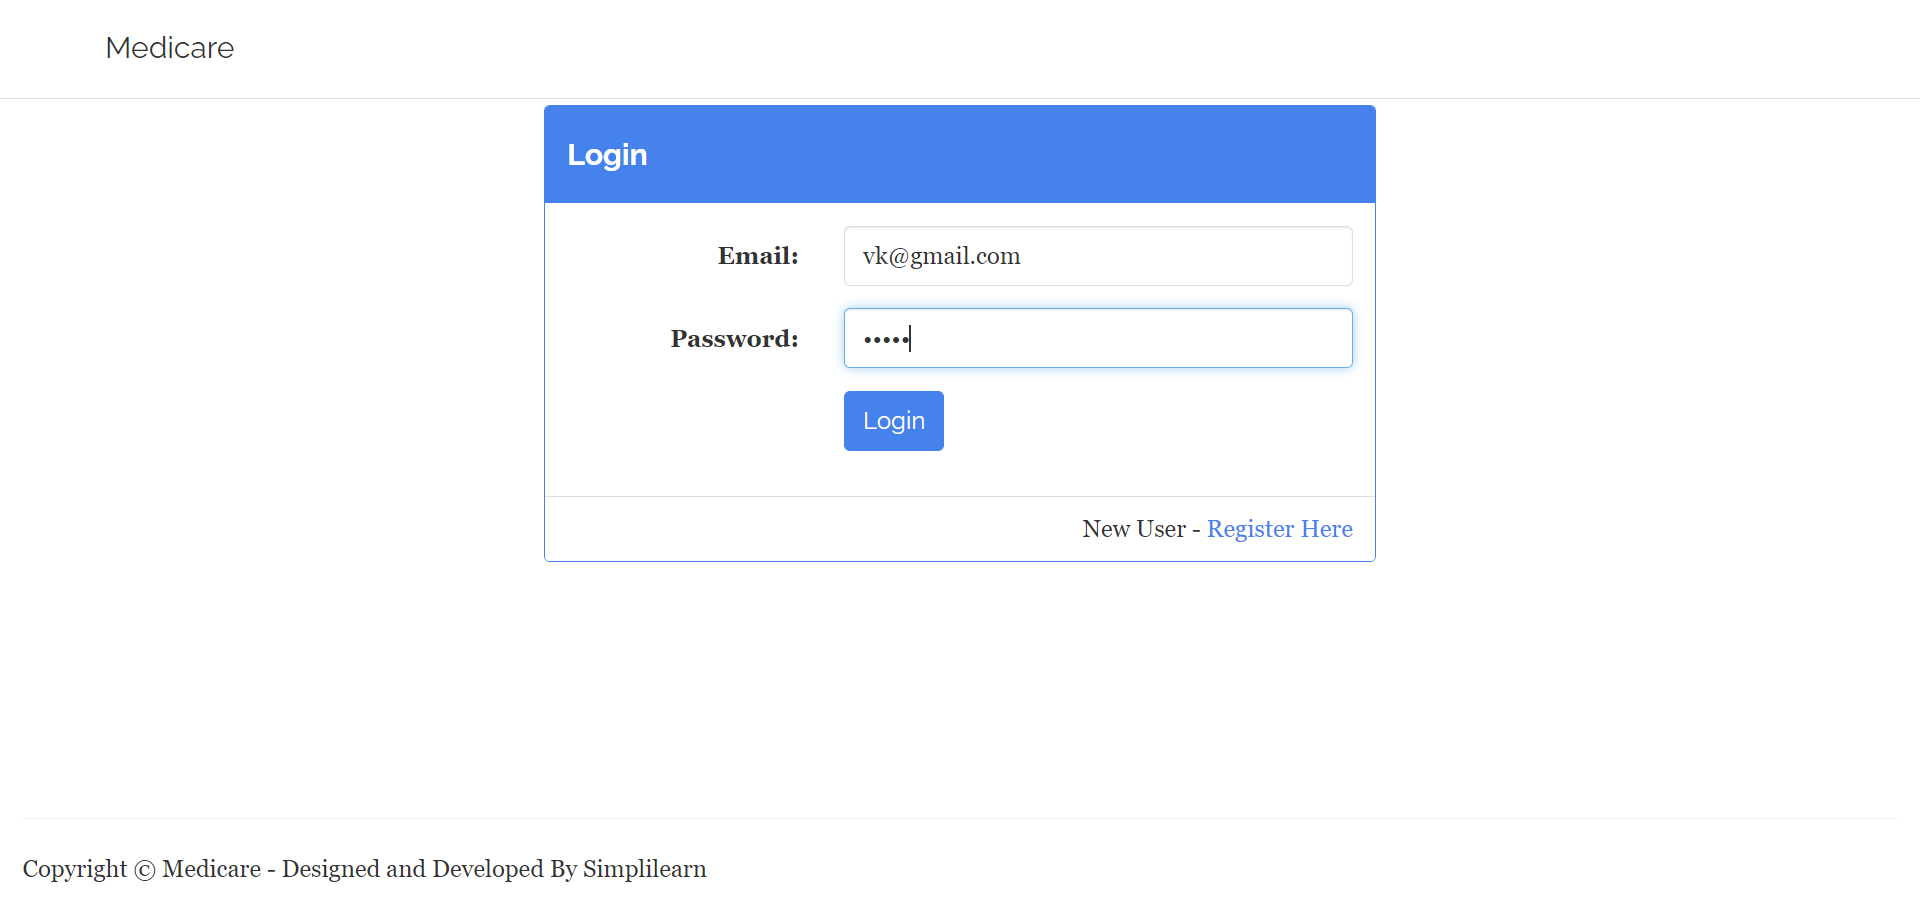 Medicare
Login
Email: vk@gmail.com
Password: •••••
Login
New User - Register Here
Copyright © Medicare - Designed and Developed By Simplilearn